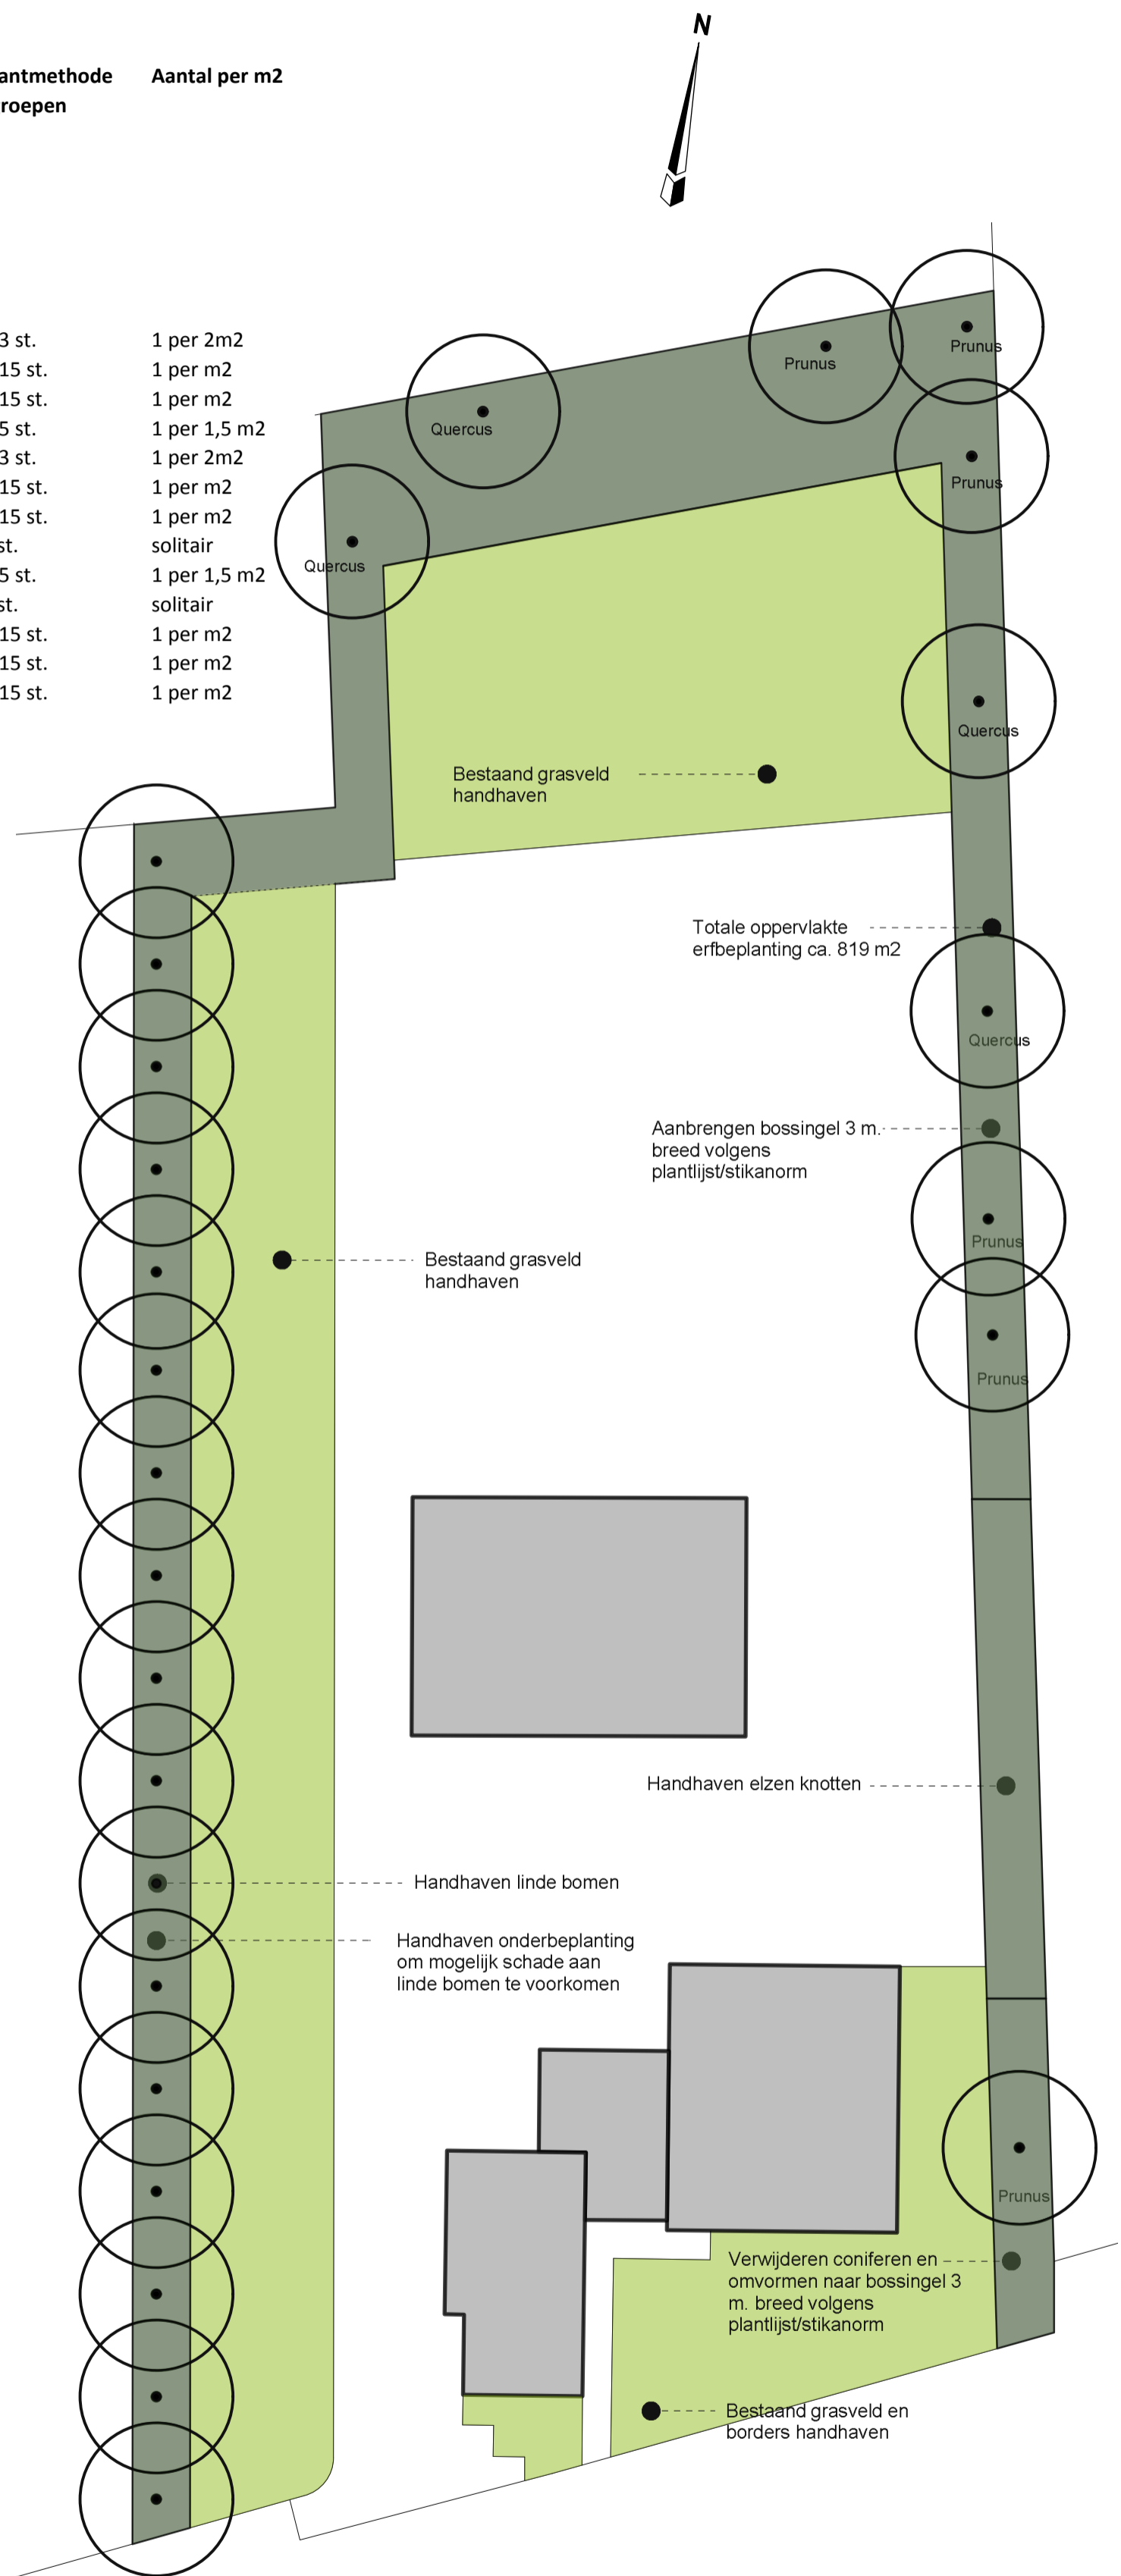 N
antmethode Aantal per m2
roepen
3 st. 1 per 2m2
15 st. 1 per m2
15 st. 1 per m2
5 st. 1 per 1,5 m2
3 st. 1 per 2m2
15 st. 1 per m2
15 st. 1 per m2
st. solitair
5 st. 1 per 1,5 m2
st. solitair
15 st. 1 per m2
15 st. 1 per m2
15 st. 1 per m2
Prunus
Prunus
Quercus
Prunus
Quercus
Quercus
Bestaand grasveld
handhaven
Totale oppervlakte
erfbeplanting ca. 819 m2
Quercus
Aanbrengen bossingel 3 m.
breed volgens
plantlijst/stikanorm
Prunus
Bestaand grasveld
handhaven
Prunus
Handhaven elzen knotten
Handhaven linde bomen
Handhaven onderbeplanting
om mogelijk schade aan
linde bomen te voorkomen
Prunus
Verwijderen coniferen en
omvormen naar bossingel 3
m. breed volgens
plantlijst/stikanorm
Bestaand grasveld en
borders handhaven